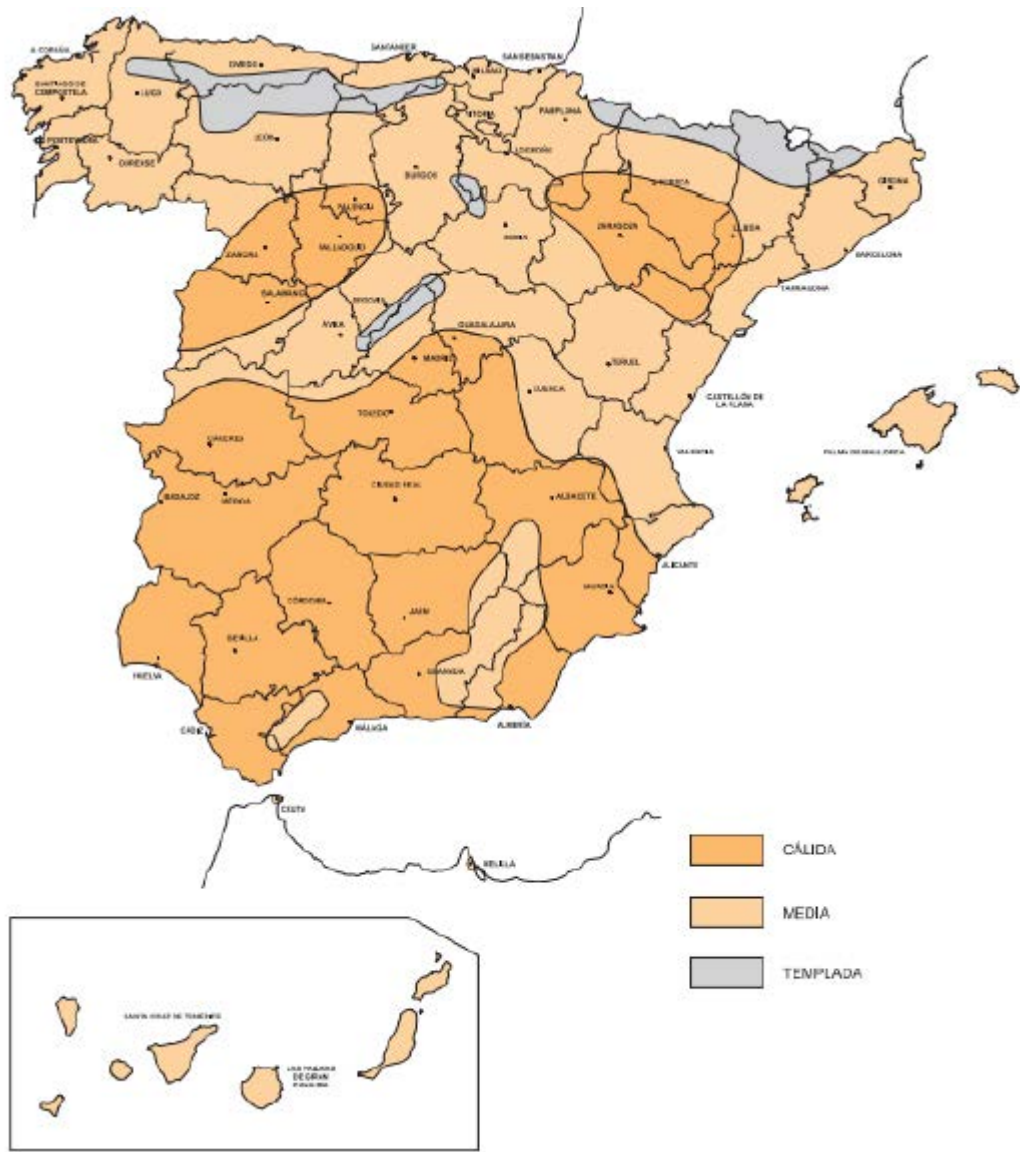 A CORUÑA
OVIEDO
SANTANDER
SAN SEBASTIAN
BILBAO
SANTIAGO DE
COMPOSTELA
LUGO
PAMPLONA
VITORIA
PONTEVEDRA
LEON
LOGROÑO
OURENSE
BURGOS
HUESCA
GIRONA
PALENCIA
SORIA
ZARAGOZA
LLEIDA
ZAMORA
VALLADOLID
BARCELONA
TARRAGONA
SEGOVIA
AVILA
GUADALAJARA
MADRID
TERUEL
CUENCA
CASTELLÓN DE
LA PLANA
TOLEDO
CÁCERES
VALENCIA
PALMA DE MALLORCA
BADAJOZ
MÉRIDA
CIUDAD REAL
ALBACETE
ALICANTE
MURCIA
CÓRDOBA
JAÉN
SEVILLA
HUELVA
GRANADA
CÁDIZ
MÁLAGA
ALMERÍA
CEUTA
MELILLA
CÁLIDA
MEDIA
TEMPLADA
SANTA CRUZ DE TENERIFE
LAS PALMAS
DE GRAN
CANARIA